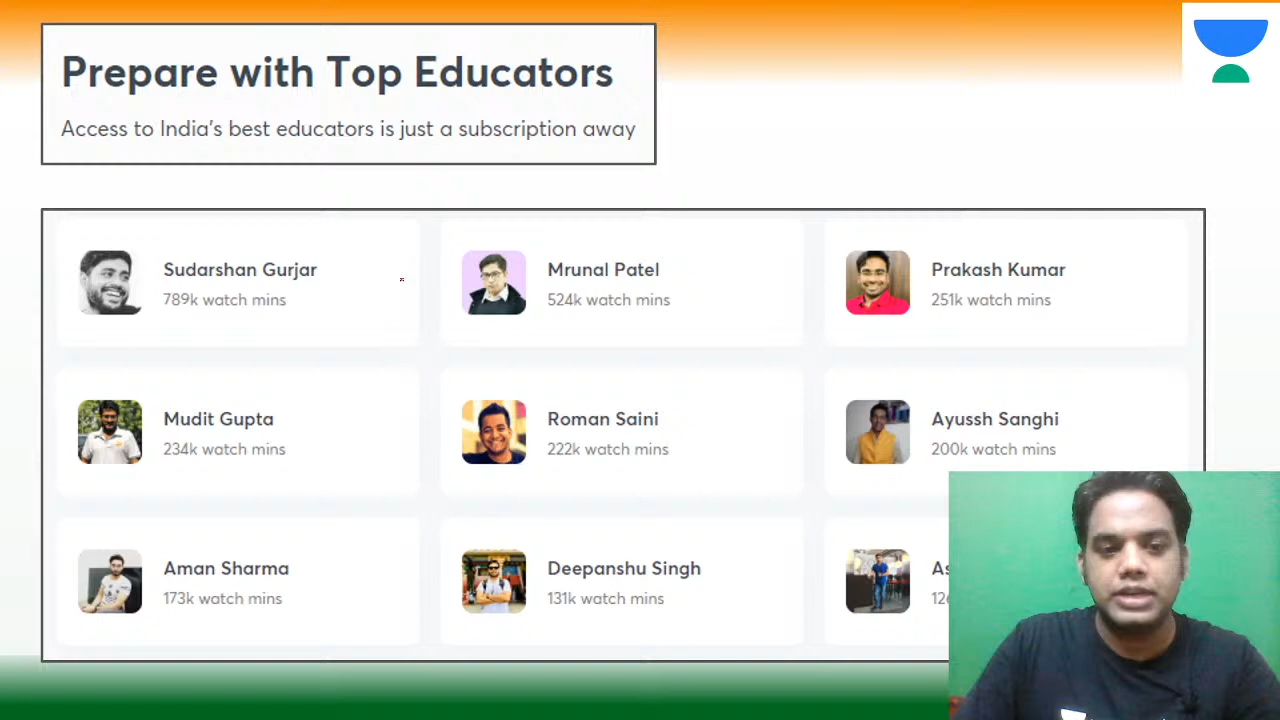 Prepare with Top Educators
Access to India's best educators is just a subscription away
Sudarshan Gurjar
789k watch mins
Mrunal Patel
524k watch mins
Prakash Kumar
251k watch mins
Mudit Gupta
234k watch mins
Roman Saini
222k watch mins
Ayussh Sanghi
200k watch mins
Aman Sharma
173k watch mins
Deepanshu Singh
131k watch mins